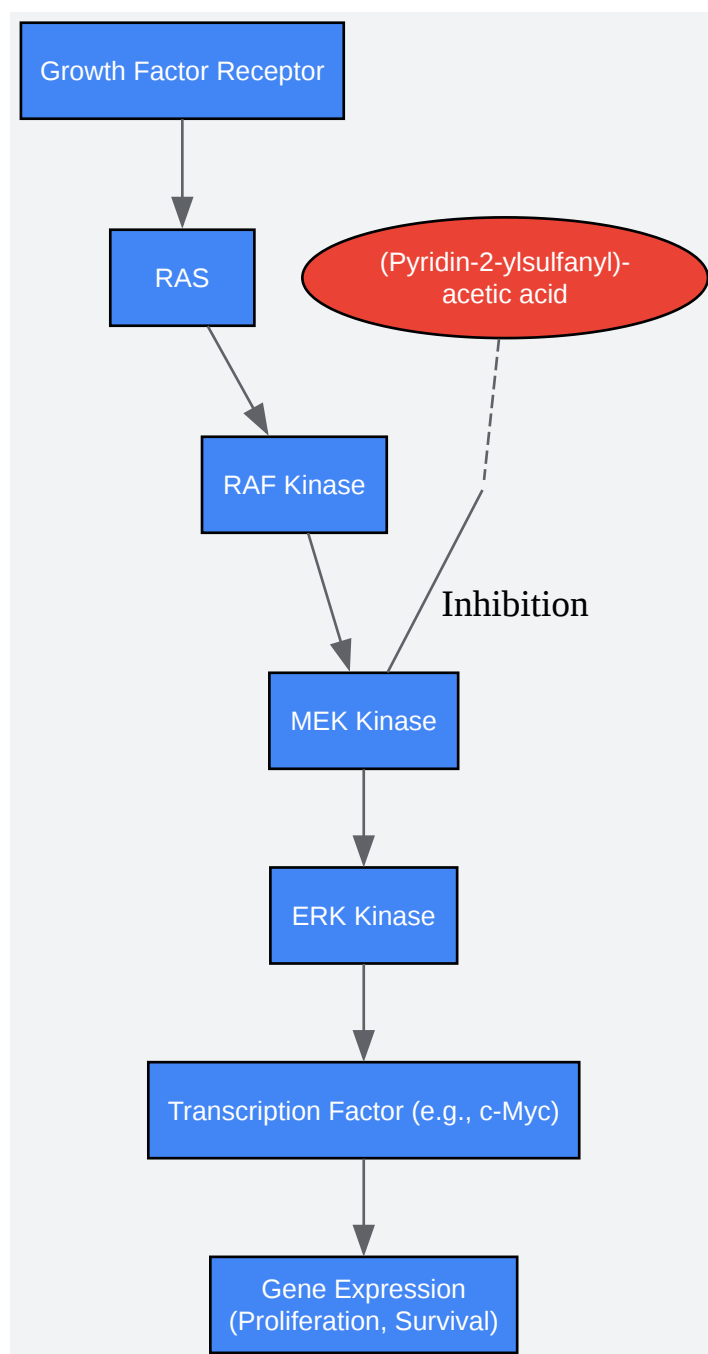 Growth Factor Receptor
RAS
(Pyridin-2-ylsulfanyl)-
acetic acid
RAF Kinase
Inhibition
MEK Kinase
ERK Kinase
Transcription Factor (e.g., c-Myc)
Gene Expression
(Proliferation, Survival)